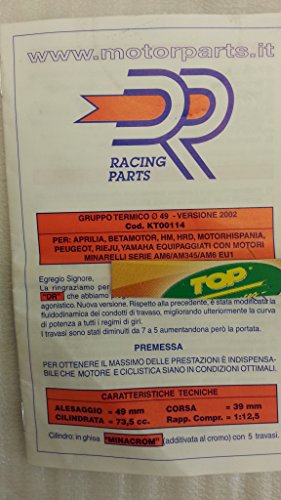 www.motorparts.it
DR
RACING
PARTS
GRUPPO TERMICO Ø 49 - VERSIONE 2002
Cod. KT00114
PER: APRILIA, BETAMOTOR, HM, HRD, MOTORHISPANIA,
PEUGEOT, RIEJU, YAMAHA EQUIPAGGIATI CON MOTORI
MINARELLI SERIE AM6/AM345/AM6 EU1
Egregio Signore,
La ringraziamo per
"DR" che abbiamo
TOP
agonistico. Nuova versione. Rispetto alla precedente, è stata modificata la
fluidodinamica dei condotti di travaso, migliorando ulteriormente la curva
di potenza a tutti i regimi di giri.
I travasi sono stati diminuiti da 7 a 5 aumentandone però la portata.
PREMESSA
PER OTTENERE IL MASSIMO DELLE PRESTAZIONI È INDISPENSA-
BILE CHE MOTORE E CICLISTICA SIANO IN CONDIZIONI OTTIMALI.
CARATTERISTICHE TECNICHE
ALESAGGIO = 49 mm CORSA = 39 mm
CILINDRATA = 73,5 cc. Rapp. Compr. = 1:12,5
Cilindro: in ghisa "MINACROM" (additivata al cromo) con 5 travasi.